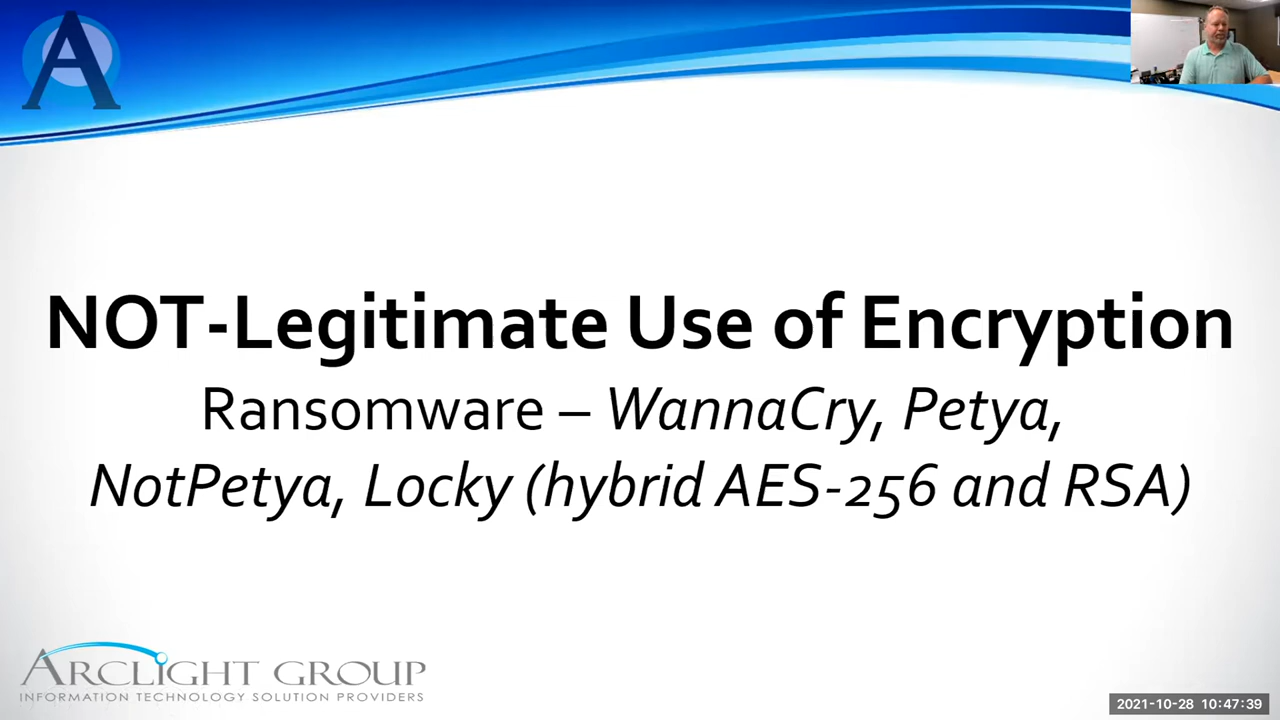 A
NOT-Legitimate Use of Encryption
Ransomware – WannaCry, Petya,
NotPetya, Locky (hybrid AES-256 and RSA)
ARCLIGHT GROUP
INFORMATION TECHNOLOGY SOLUTION PROVIDERS
2021-10-28 10:47:39